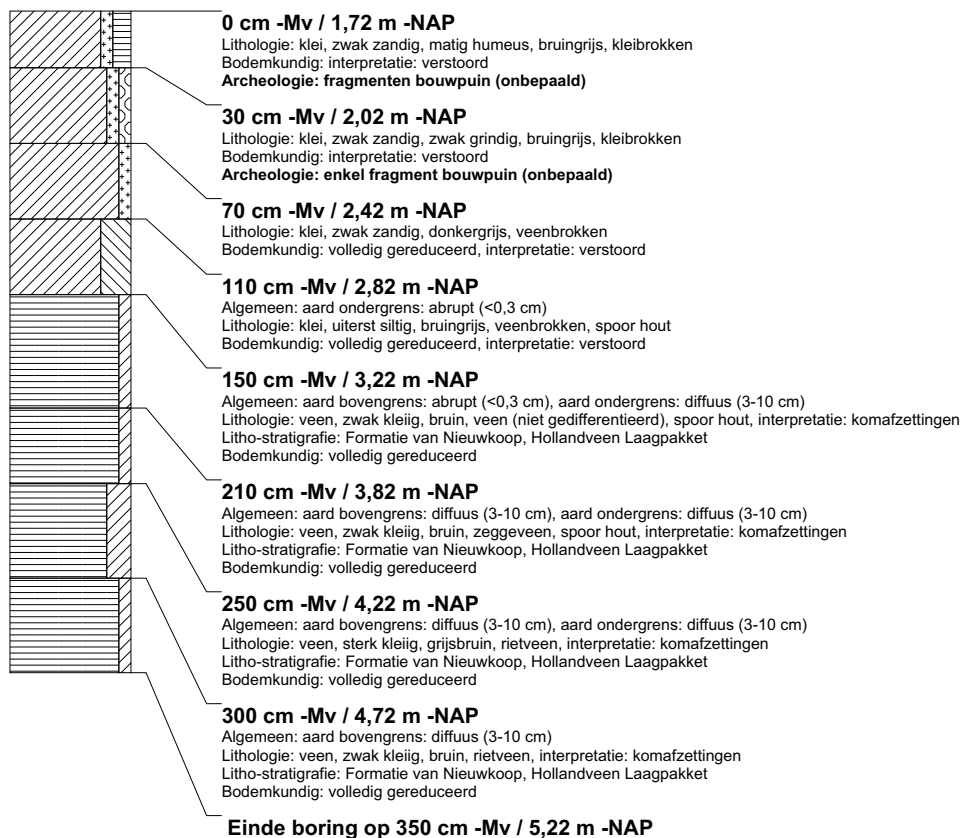 0 cm -Mv / 1,72 m -NAP
Lithologie: klei, zwak zandig, matig humeus, bruingrijs, kleibrokken
Bodemkundig: interpretatie: verstoord
Archeologie: fragmenten bouwpuin (onbepaald)
30 cm -Mv / 2,02 m -NAP
Lithologie: klei, zwak zandig, zwak grindig, bruingrijs, kleibrokken
Bodemkundig: interpretatie: verstoord
Archeologie: enkel fragment bouwpuin (onbepaald)
70 cm -Mv / 2,42 m -NAP
Lithologie: klei, zwak zandig, donkergrijs, veenbrokken
Bodemkundig: volledig gereduceerd, interpretatie: verstoord
110 cm -Mv / 2,82 m -NAP
Algemeen: aard ondergrens: abrupt (<0,3 cm)
Lithologie: klei, uiterst siltig, bruingrijs, veenbrokken, spoor hout
Bodemkundig: volledig gereduceerd, interpretatie: verstoord
150 cm -Mv / 3,22 m -NAP
Algemeen: aard bovengrens: abrupt (<0,3 cm), aard ondergrens: diffuus (3-10 cm)
Lithologie: veen, zwak kleiig, bruin, veen (niet gedifferentieerd), spoor hout, interpretatie: komafzettingen
Litho-stratigrafie: Formatie van Nieuwkoop, Hollandveen Laagpakket
Bodemkundig: volledig gereduceerd
210 cm -Mv / 3,82 m -NAP
Algemeen: aard bovengrens: diffuus (3-10 cm), aard ondergrens: diffuus (3-10 cm)
Lithologie: veen, zwak kleiig, bruin, zeggeveen, spoor hout, interpretatie: komafzettingen
Litho-stratigrafie: Formatie van Nieuwkoop, Hollandveen Laagpakket
Bodemkundig: volledig gereduceerd
250 cm -Mv / 4,22 m -NAP
Algemeen: aard bovengrens: diffuus (3-10 cm), aard ondergrens: diffuus (3-10 cm)
Lithologie: veen, sterk kleiig, grijsbruin, rietveen, interpretatie: komafzettingen
Litho-stratigrafie: Formatie van Nieuwkoop, Hollandveen Laagpakket
Bodemkundig: volledig gereduceerd
300 cm -Mv / 4,72 m -NAP
Algemeen: aard bovengrens: diffuus (3-10 cm)
Lithologie: veen, zwak kleiig, bruin, rietveen, interpretatie: komafzettingen
Litho-stratigrafie: Formatie van Nieuwkoop, Hollandveen Laagpakket
Bodemkundig: volledig gereduceerd
Einde boring op 350 cm -Mv / 5,22 m -NAP